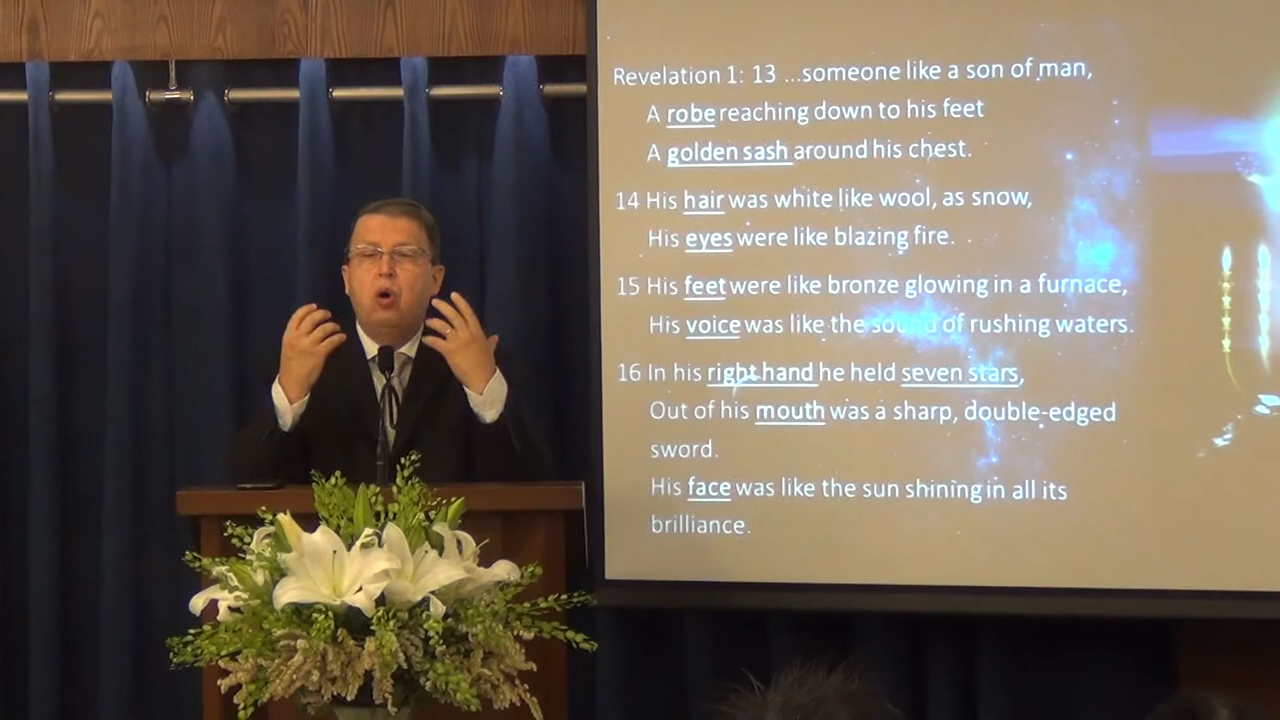 Revelation 1: 13 ...someone like a son of man,
A robe reaching down to his feet
A golden sash around his chest.
14 His hair was white like wool, as snow,
His eyes were like blazing fire.
15 His feet were like bronze glowing in a furnace,
His voice was like the sound of rushing waters.
16 In his right hand he held seven stars,
Out of his mouth was a sharp, double-edged
sword.
His face was like the sun shining in all its
brilliance.